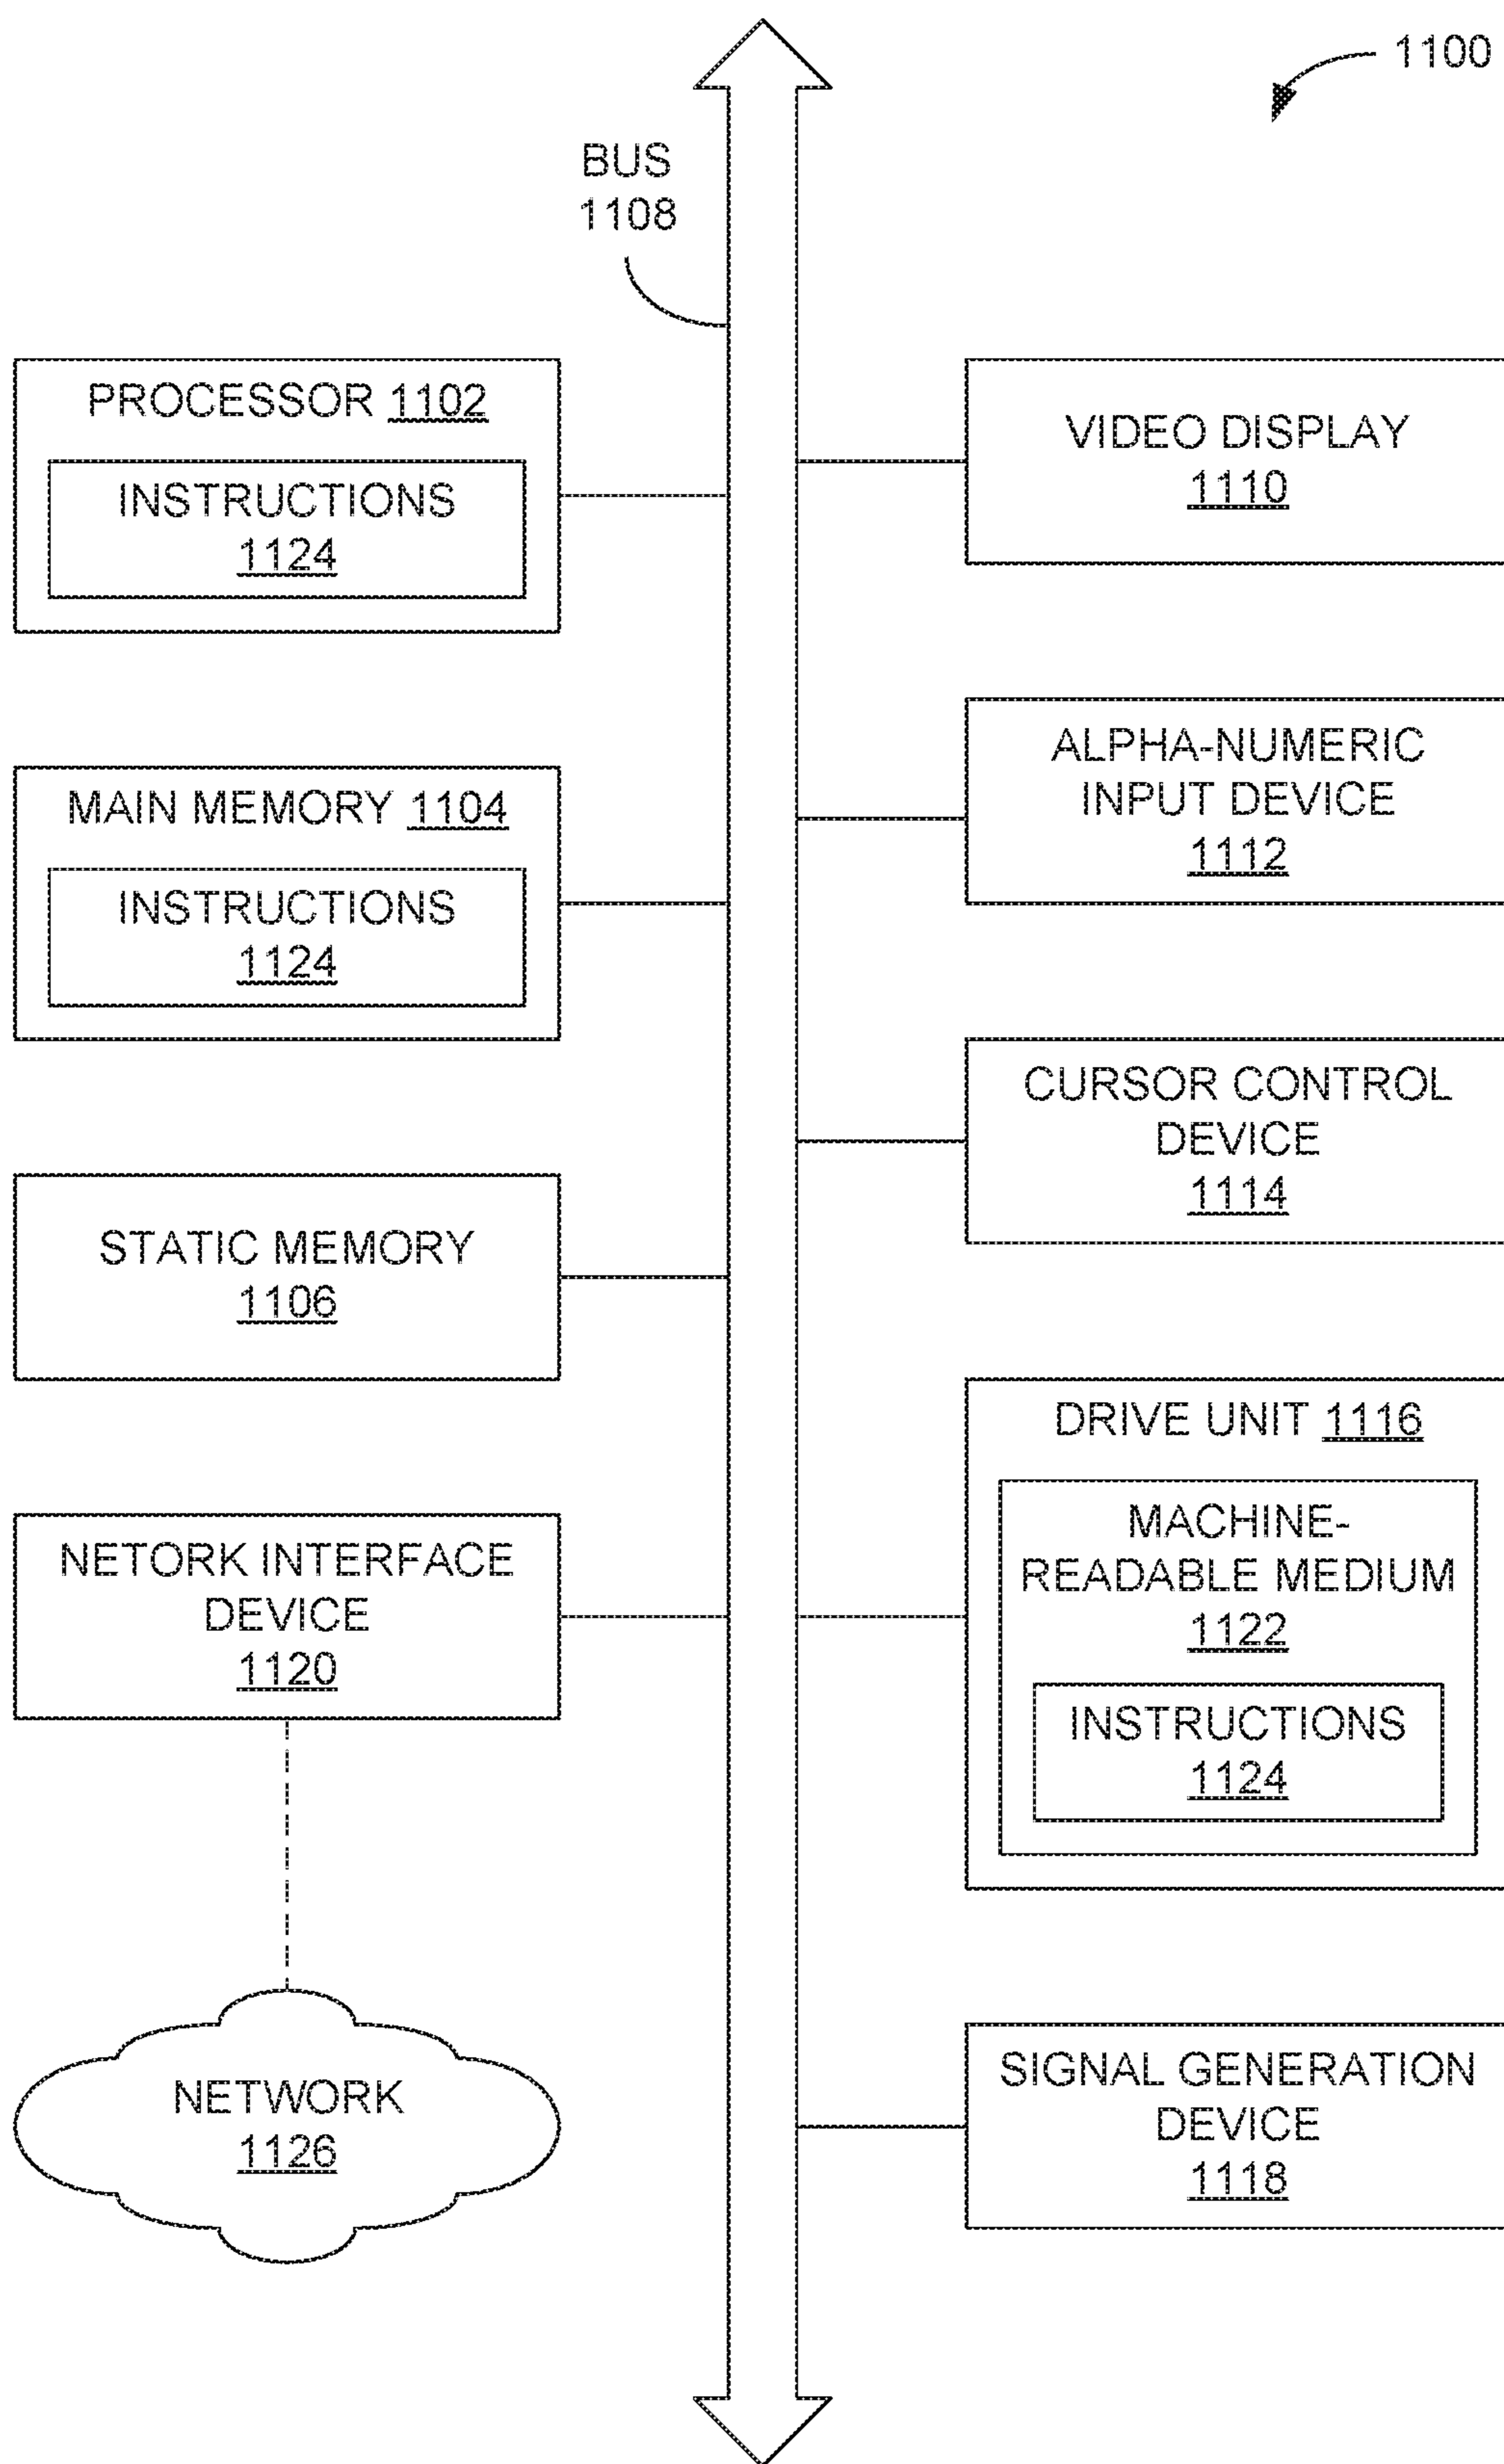 1100
BUS
1108
PROCESSOR 1102
INSTRUCTIONS
1124
MAIN MEMORY 1104
INSTRUCTIONS
1124
STATIC MEMORY
1106
NETORK INTERFACE
DEVICE
1120
NETWORK
1126
VIDEO DISPLAY
1110
ALPHA-NUMERIC
INPUT DEVICE
1112
CURSOR CONTROL
DEVICE
1114
DRIVE UNIT 1116
MACHINE-
READABLE MEDIUM
1122
INSTRUCTIONS
1124
SIGNAL GENERATION
DEVICE
1118